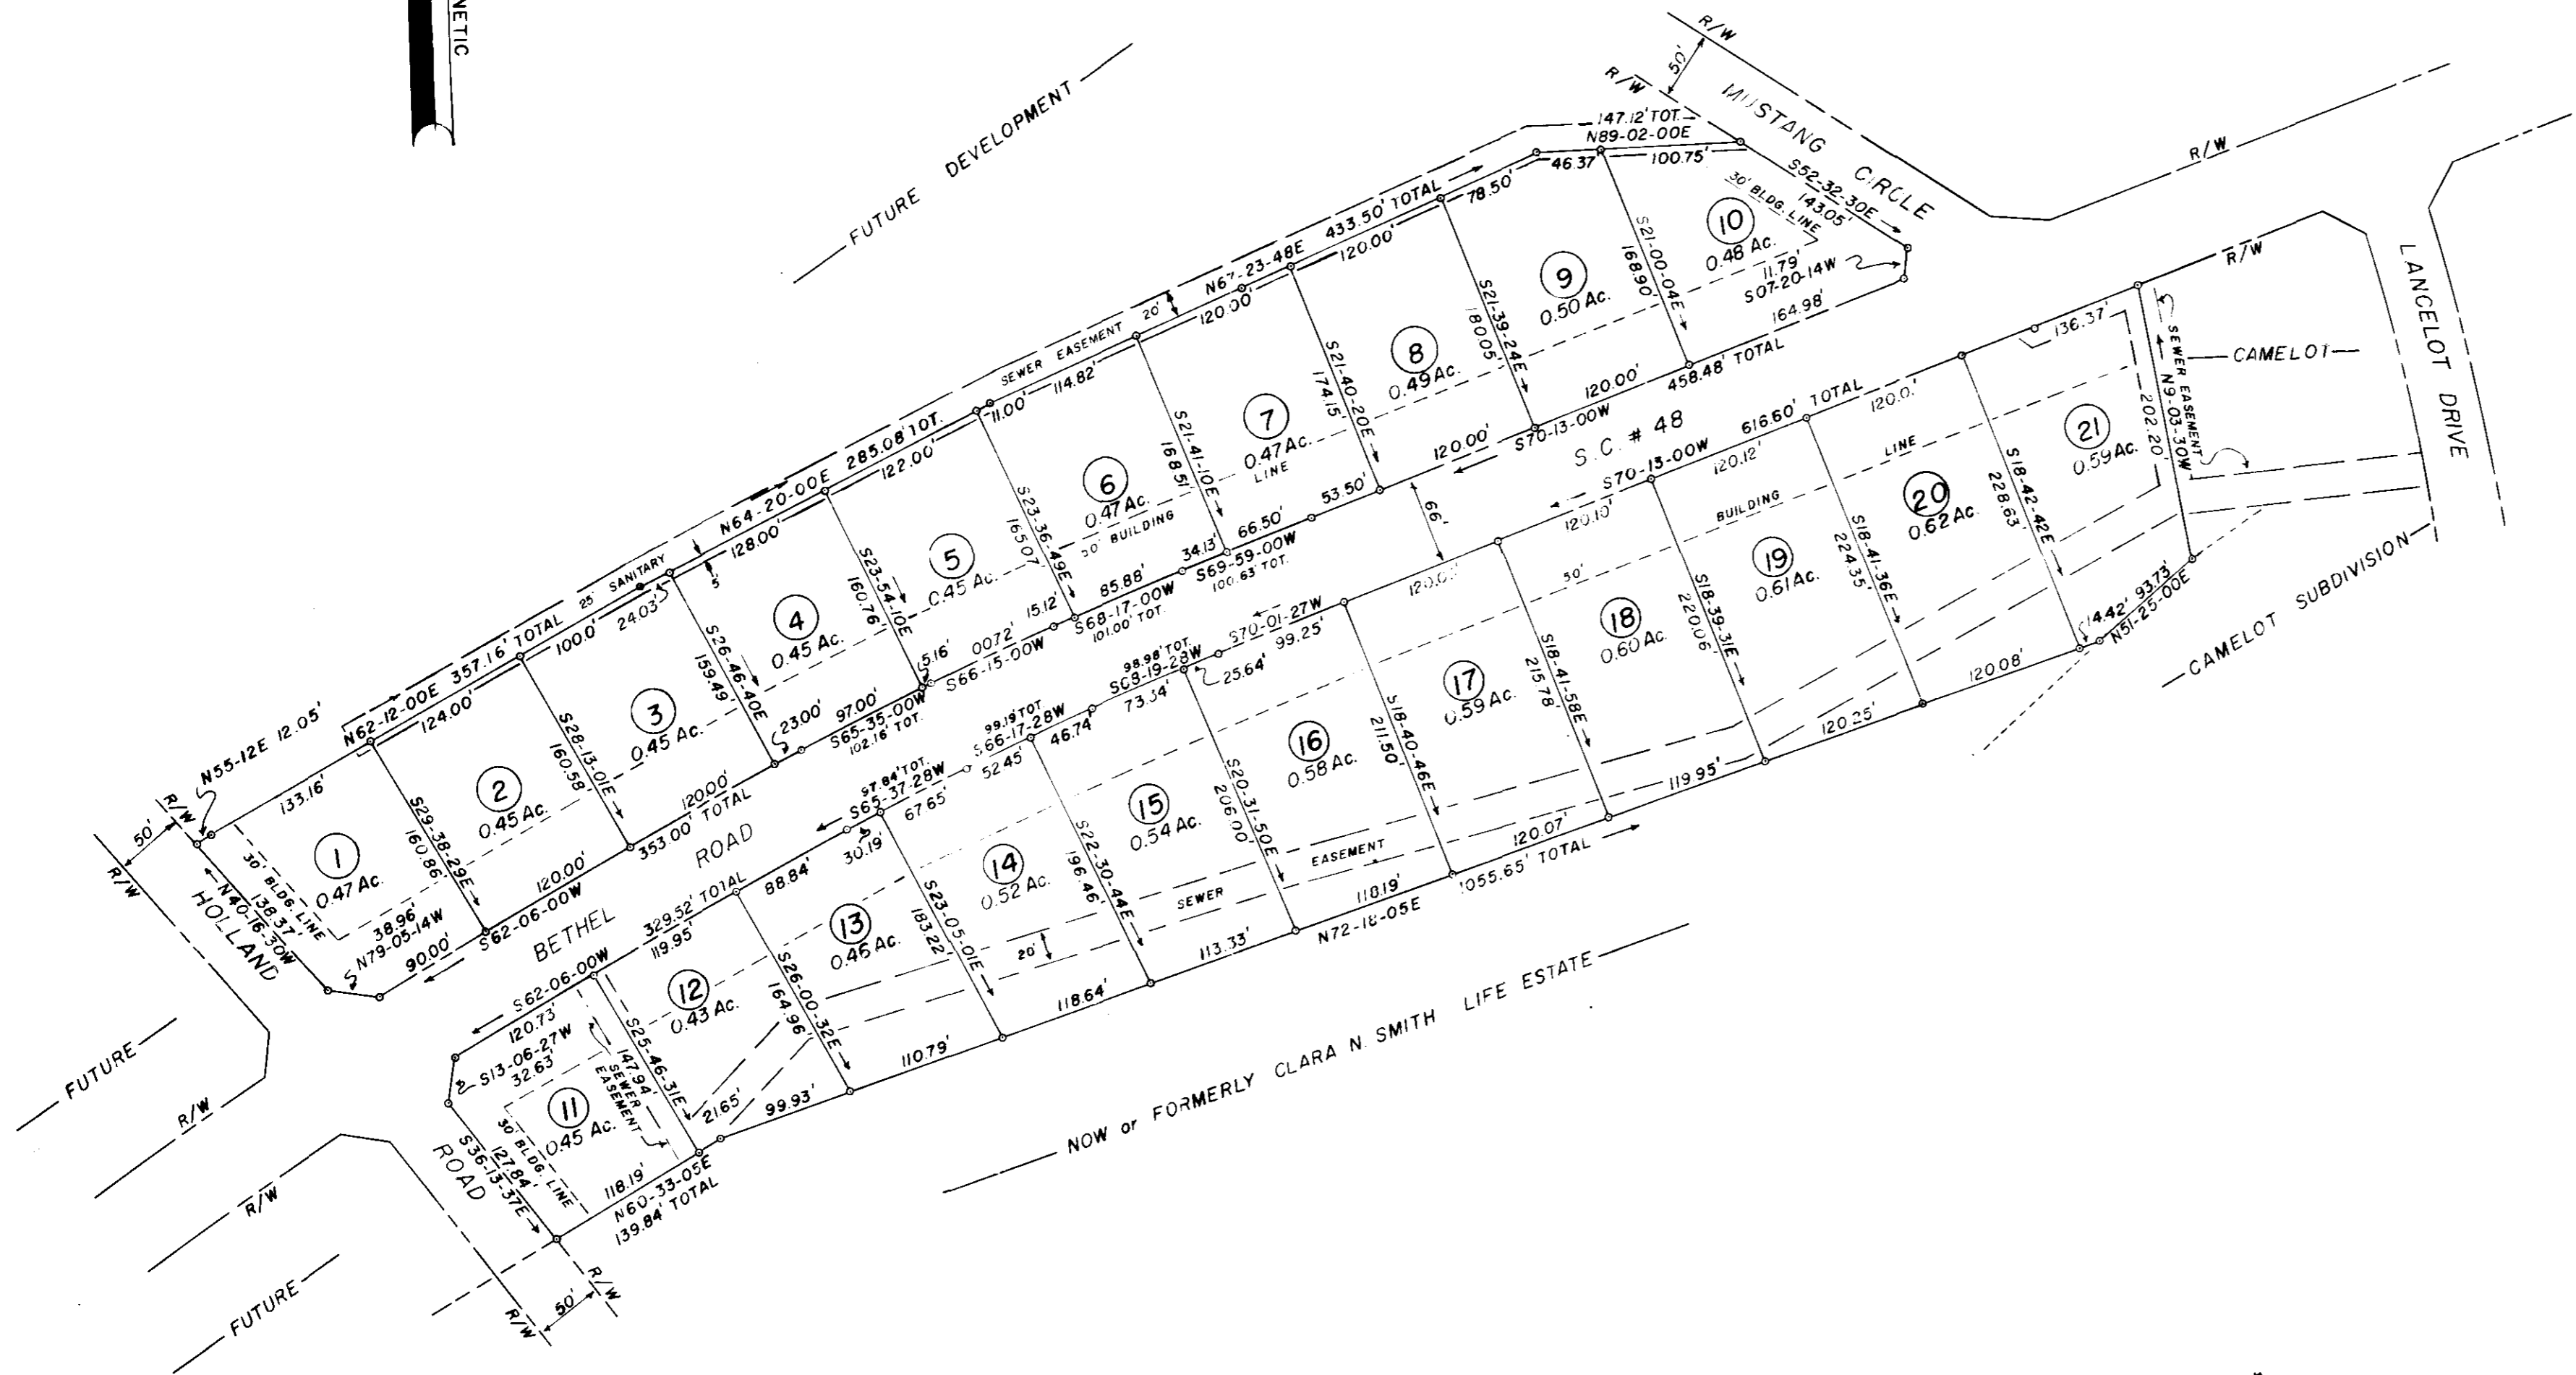 NETIC
FUTURE DEVELOPMENT
R/W
50'
R/W
MUSTANG CIRCLE
147.12' TOT.
N89-02-00E
46.37'
100.75'
S52-32-30E
143.05'
30' BLDG. LINE
R/W
R/W
LANCELOT DRIVE
CAMELOT
SEWER EASEMENT
N9-03-30W
202.20'
CAMELOT SUBDIVISION
N55-12E 12.05'
N62-12-00E 357.16' TOTAL
133.16'
124.00'
100.0'
24.03'
25' SANITARY SEWER EASEMENT 20'
N64-20-00E 285.08' TOT.
128.00'
5'
122.00'
11.00'
114.82'
N67-23-48E 433.50' TOTAL
120.00'
120.00'
78.50'
1
0.47 Ac.
30' BLDG. LINE
S29-38-29E
160.86'
2
0.45 Ac.
S28-13-01E
160.58'
3
0.45 Ac.
S26-46-40E
159.49'
4
0.45 Ac.
S23-54-10E
160.76'
5
0.45 Ac.
S23-36-49E
165.07'
6
0.47 Ac.
BUILDING LINE
S21-41-10E
168.51'
7
0.47 Ac.
S21-40-20E
174.15'
8
0.49 Ac.
S21-39-24E
180.05'
9
0.50 Ac.
S21-00-04E
168.90'
10
0.48 Ac.
11.79'
S07-20-14W
164.98'
458.48' TOTAL
120.00'
S70-13-00W
120.00'
53.50'
66.50'
S69-59-00W
100.63' TOT.
34.13'
85.88'
S68-17-00W
101.00' TOT.
15.12'
S66-15-00W
5.16'
97.00'
S65-35-00W
102.16' TOT.
23.00'
120.00'
353.00' TOTAL
120.00'
S62-06-00W
90.00'
38.96'
N79-05-14W
N40-16-30W
138.37'
R/W
50'
R/W
HOLLAND ROAD
BETHEL ROAD
S.C. # 48
66'
S62-06-00W
120.73'
329.52' TOTAL
119.95'
88.84'
30.19'
97.84' TOT.
S65-37-28W
67.65'
99.19' TOT
S66-17-28W
52.45'
46.74'
98.98' TOT.
73.34'
25.64'
S70-01-27W
99.25'
S70-13-00W
616.60' TOTAL
120.10'
120.12'
136.37'
S13-06-27W
32.63'
11
0.45 Ac.
30' BLDG. LINE
S36-13-37E
127.84'
S25-46-31E
147.94'
SEWER EASEMENT
12
0.43 Ac.
S26-00-32E
164.96'
13
0.46 Ac.
S23-05-01E
183.22'
14
0.52 Ac.
S22-30-44E
196.46'
15
0.54 Ac.
S20-31-50E
206.00'
16
0.58 Ac.
S18-40-46E
211.50'
17
0.59 Ac.
S18-41-58E
215.78'
18
0.60 Ac.
S18-39-31E
220.06'
19
0.61 Ac.
S18-41-36E
224.35'
20
0.62 Ac.
S18-42-42E
228.63'
21
0.59 Ac.
50' BUILDING LINE
20' SEWER EASEMENT
118.19'
N60-33-05E
139.84' TOTAL
21.65'
99.93'
110.79'
118.64'
113.33'
N72-18-05E
1055.65' TOTAL
118.19'
120.07'
119.95'
120.25'
120.08'
14.42'
93.73'
N51-25-00E
NOW or FORMERLY CLARA N. SMITH LIFE ESTATE
FUTURE
R/W
R/W
FUTURE
R/W
50'
R/W